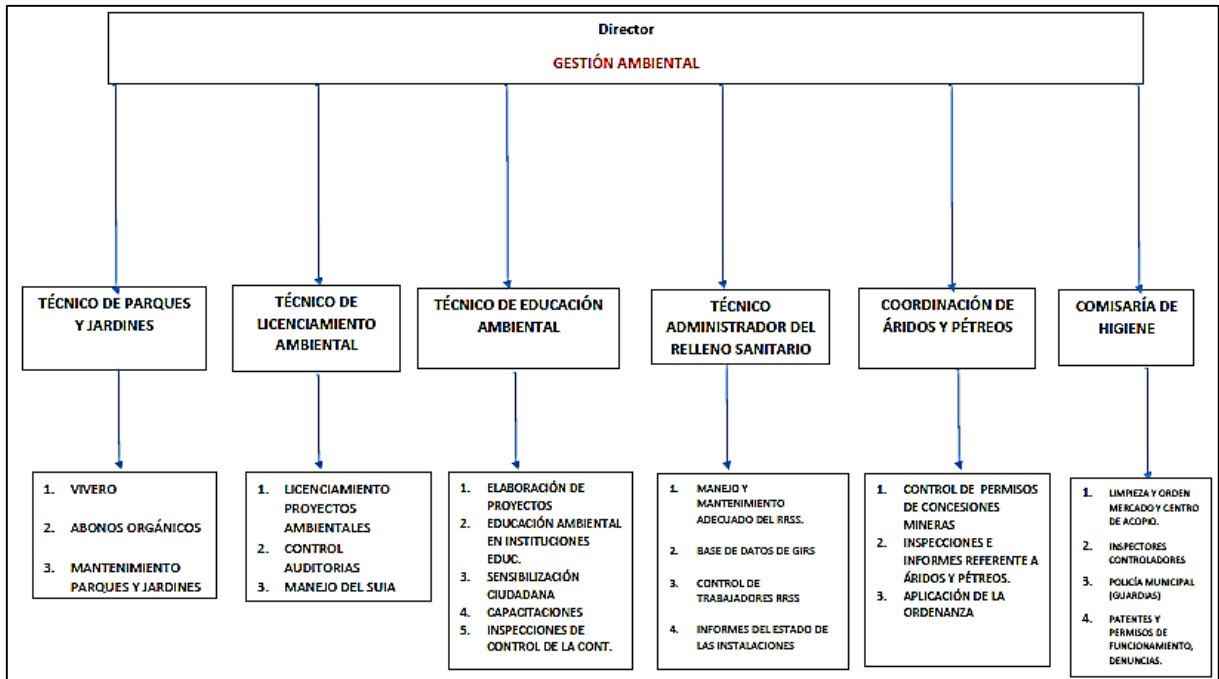 Director
GESTIÓN AMBIENTAL
TÉCNICO DE PARQUES
Y JARDINES
TÉCNICO DE
LICENCIAMIENTO
AMBIENTAL
TÉCNICO DE EDUCACIÓN
AMBIENTAL
TÉCNICO
ADMINISTRADOR DEL
RELLENO SANITARIO
COORDINACIÓN DE
ÁRIDOS Y PÉTREOS
COMISARÍA DE
HIGIENE
1. VIVERO
2. ABONOS ORGÁNICOS
3. MANTENIMIENTO
PARQUES Y JARDINES
1. LICENCIAMIENTO
PROYECTOS
AMBIENTALES
2. CONTROL
AUDITORIAS
3. MANEJO DEL SUIA
1. ELABORACIÓN DE
PROYECTOS
2. EDUCACIÓN AMBIENTAL
EN INSTITUCIONES
EDUC.
3. SENSIBILIZACIÓN
CIUDADANA
4. CAPACITACIONES
5. INSPECCIONES DE
CONTROL DE LA CONT.
1. MANEJO Y
MANTENIMIENTO
ADECUADO DEL RRSS.
2. BASE DE DATOS DE GIRS
3. CONTROL DE
TRABAJADORES RRSS
4. INFORMES DEL ESTADO DE
LAS INSTALACIONES
1. CONTROL DE PERMISOS
DE CONCESIONES
MINERAS
2. INSPECCIONES E
INFORMES REFERENTE A
ÁRIDOS Y PÉTREOS.
3. APLICACIÓN DE LA
ORDENANZA
1. LIMPIEZA Y ORDEN
MERCADO Y CENTRO
DE ACOPIO.
2. INSPECTORES
CONTROLADORES
3. POLICÍA MUNICIPAL
(GUARDIAS)
4. PATENTES Y
PERMISOS DE
FUNCIONAMIENTO,
DENUNCIAS.